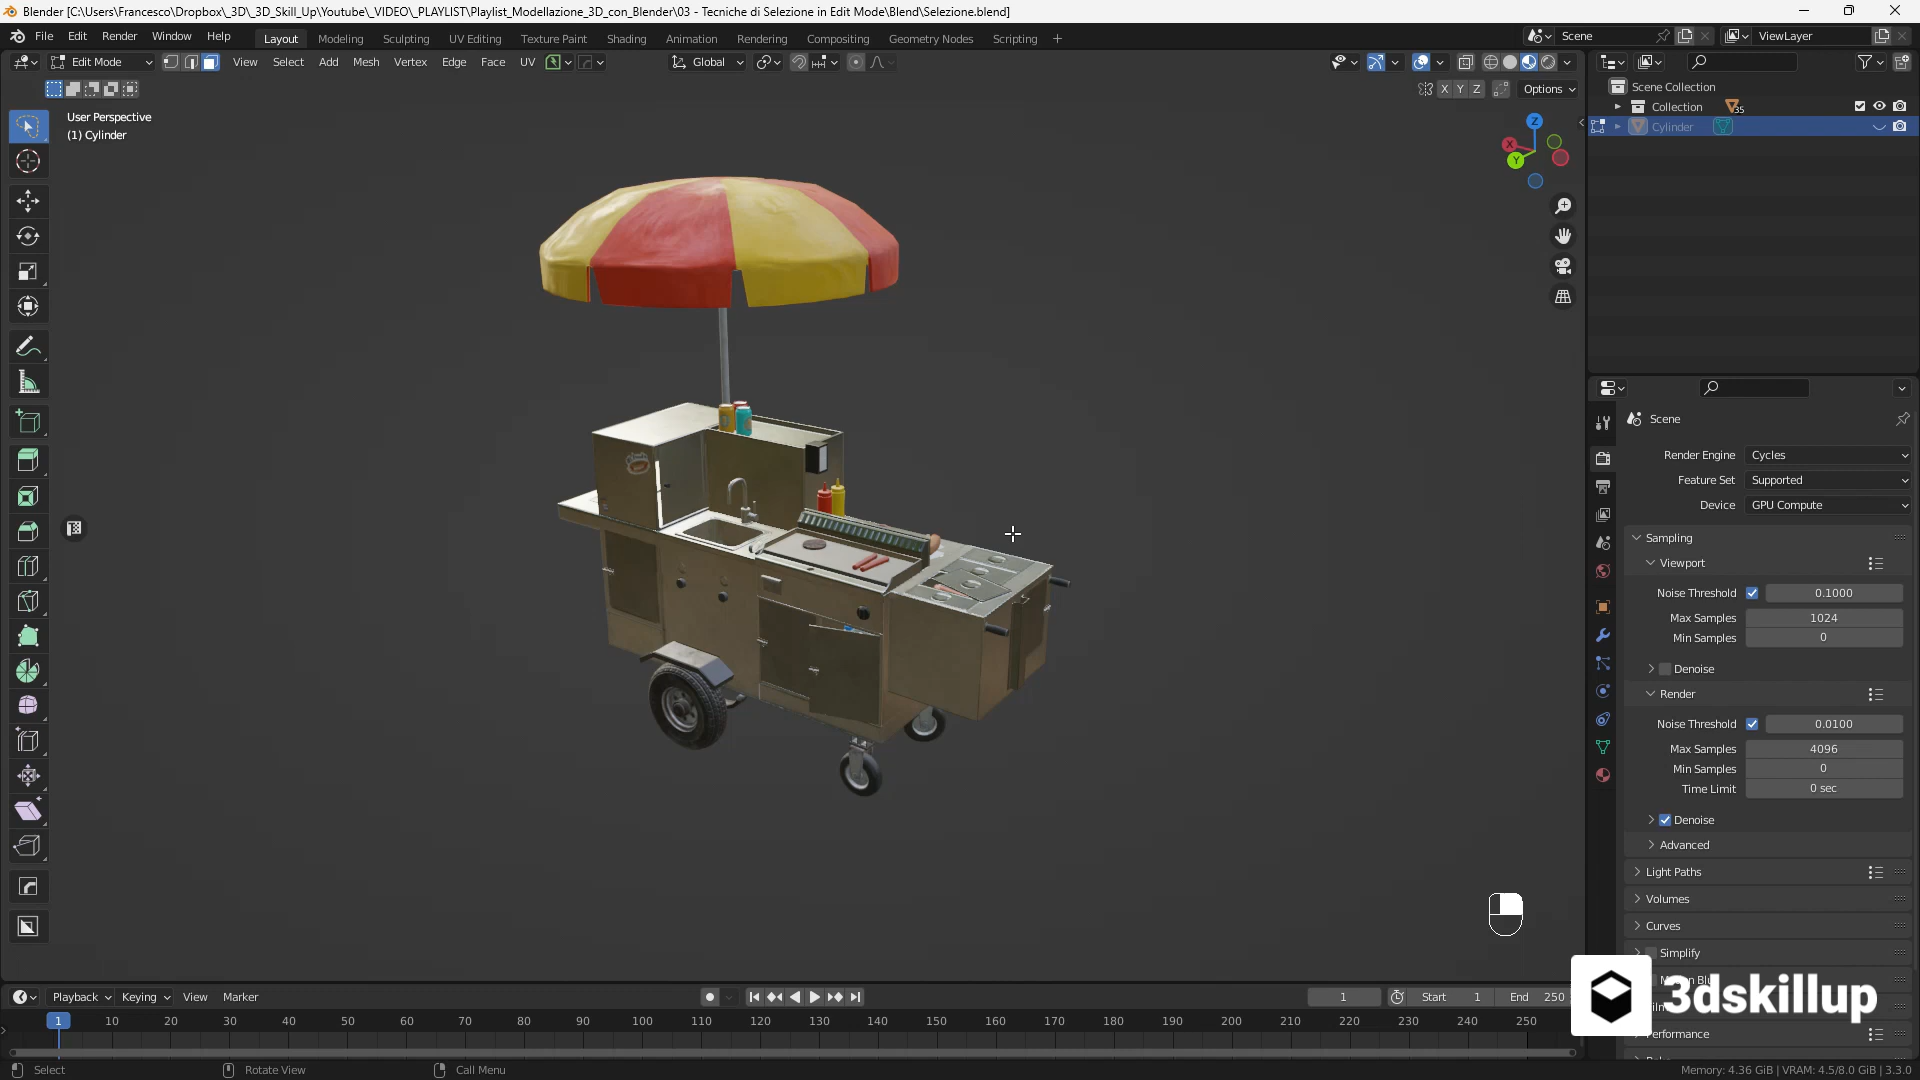 Blender [C:\Users\Francesco\Dropbox\_3D\_3D_Skill_Up\Youtube\_VIDEO\_PLAYLIST\Playlist_Modellazione_3D_con_Blender\03 - Tecniche di Selezione in Edit Mode\Blend\Selezione.blend]
File Edit Render Window Help
Layout Modeling Sculpting UV Editing Texture Paint Shading Animation Rendering Compositing Geometry Nodes Scripting +
Scene
ViewLayer
Edit Mode
View Select Add Mesh Vertex Edge Face UV
Global
X Y Z
Options
User Perspective
(1) Cylinder
Z
X
Y
Scene Collection
Collection
35
Cylinder
Scene
Render Engine Cycles
Feature Set Supported
Device GPU Compute
Sampling
Viewport
Noise Threshold 0.1000
Max Samples 1024
Min Samples 0
Denoise
Render
Noise Threshold 0.0100
Max Samples 4096
Min Samples 0
Time Limit 0 sec
Denoise
Advanced
Light Paths
Volumes
Curves
Simplify
3dskillup
Playback Keying View Marker
1
Start 1
End 250
1 10 20 30 40 50 60 70 80 90 100 110 120 130 140 150 160 170 180 190 200 210 220 230 240 250
Select
Rotate View
Call Menu
Memory: 4.36 GiB | VRAM: 4.5/8.0 GiB | 3.3.0